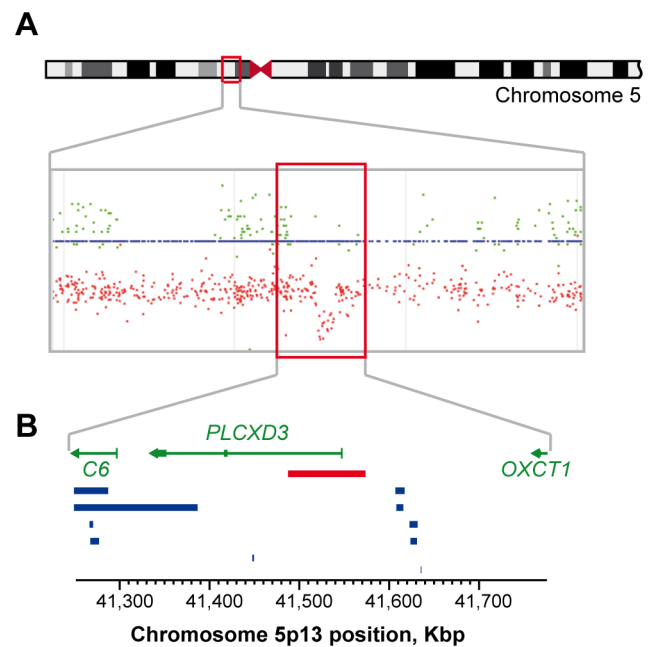 A
Chromosome 5
B
PLCXD3
C6
OXCT1
41,300 41,400 41,500 41,600 41,700
Chromosome 5p13 position, Kbp